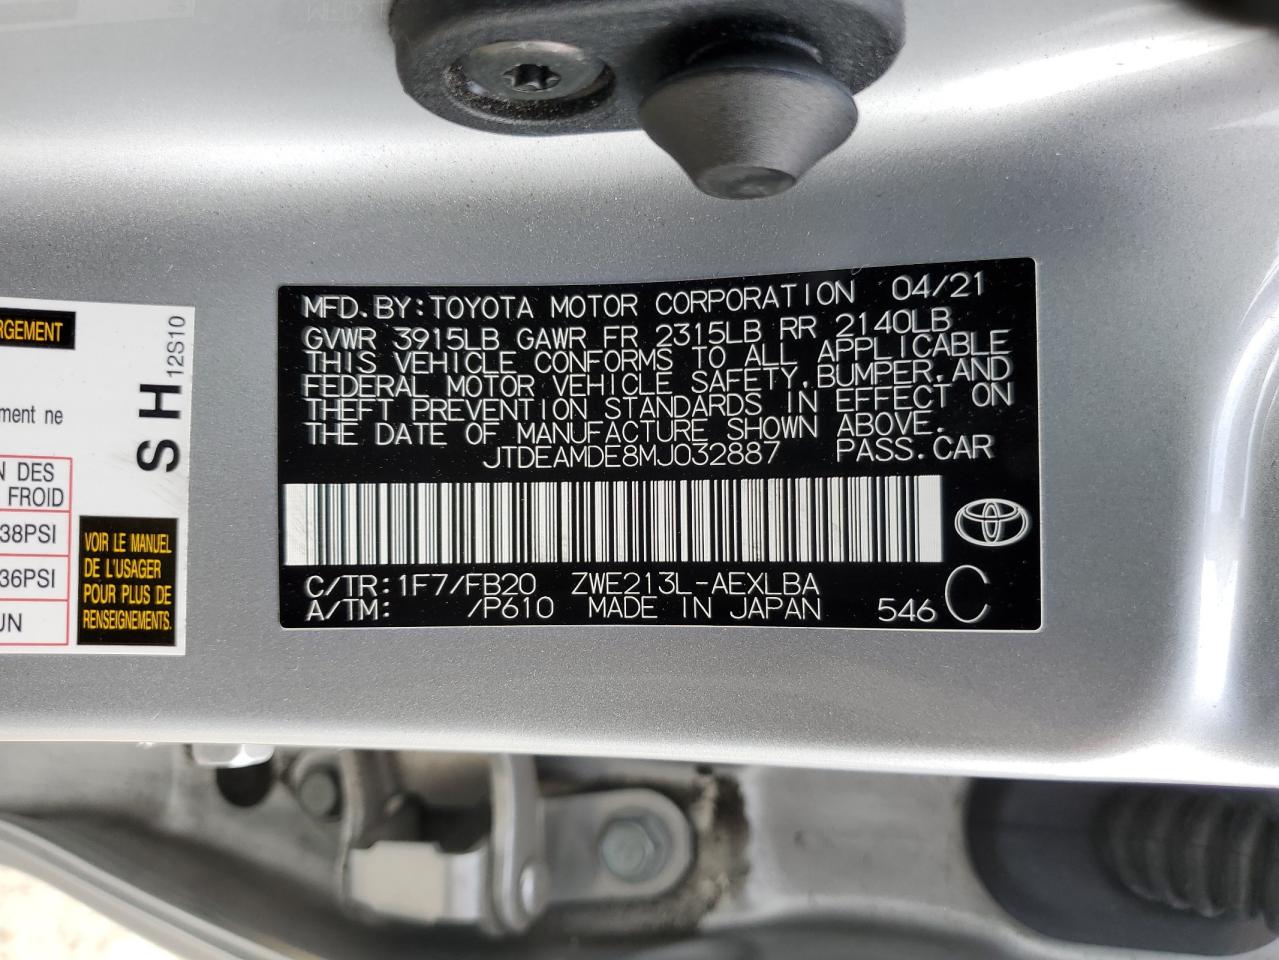 MFD.BY:TOYOTA MOTOR CORPORATION 04/21
GVWR 3915LB GAWR FR 2315LB RR 2140LB
THIS VEHICLE CONFORMS TO ALL APPLICABLE
FEDERAL MOTOR VEHICLE SAFETY,BUMPER,AND
THEFT PREVENTION STANDARDS IN EFFECT ON
THE DATE OF MANUFACTURE SHOWN ABOVE.
JTDEAMDE8MJ032887 PASS.CAR
C/TR:1F7/FB20 ZWE213L-AEXLBA
A/TM: /P610 MADE IN JAPAN 546 C
RGEMENT
ment ne
SH 12S10
N DES
FROID
38PSI
36PSI
UN
VOIR LE MANUEL
DE L'USAGER
POUR PLUS DE
RENSEIGNEMENTS.